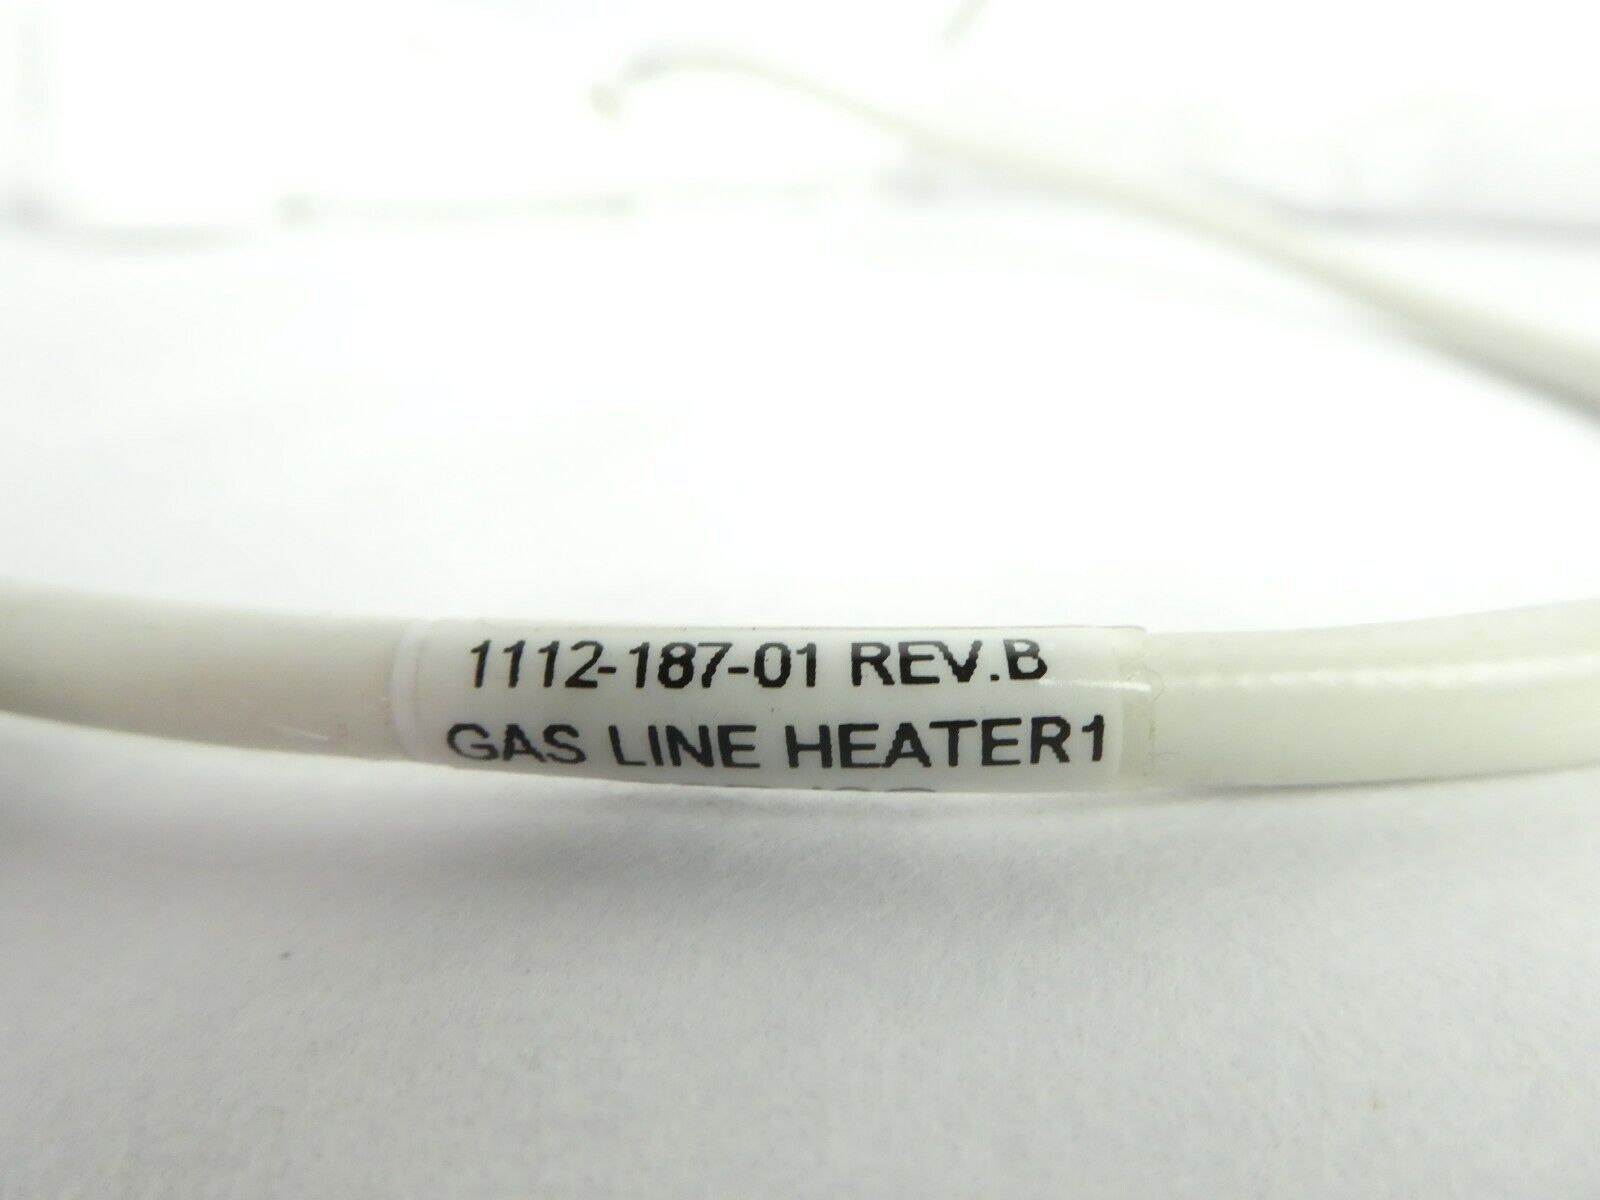 1112-187-01 REV.B
GAS LINE HEATER1